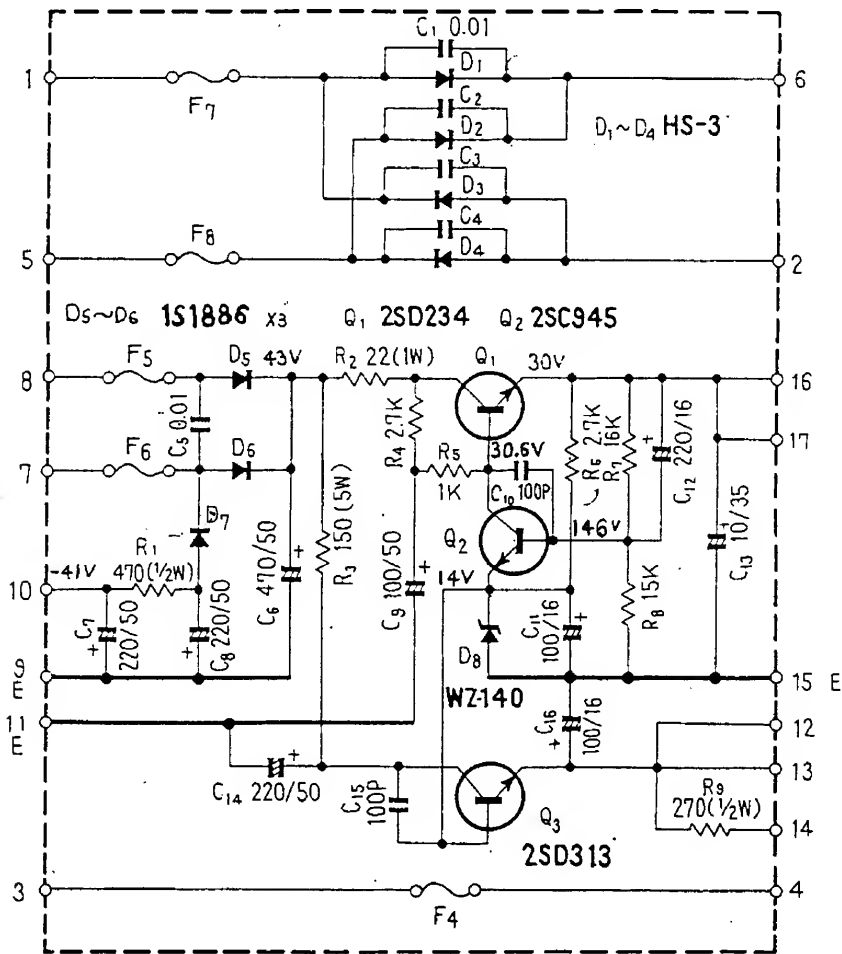 C1 0.01
1
F7
D1
6
C2
D2
D1~D4 HS-3
C3
D3
C4
5
F8
D4
2
D5~D6 1S1886 x3 Q1 2SD234 Q2 2SC945
8
F5
D5
43V
R2 22(1W)
Q1
30V
16
C5 0.01
R4 2.7K
R6 2.7K
R7 16K
C12 220/16
17
7
F6
D6
R5
1K
30.6V
C10 100P
D7
R3 150(5W)
Q2
146V
C13 10/35
-41V
R1
470(1/2W)
10
C6 470/50
C9 100/50
14V
R8 15K
C7
220/50
C8 220/50
D8
C11
100/16
9
E
WZ-140
15 E
11
E
C16
100/16
12
C14 220/50
C15
100P
13
Q3
R9
270(1/2W)
14
2SD313
3
F4
4